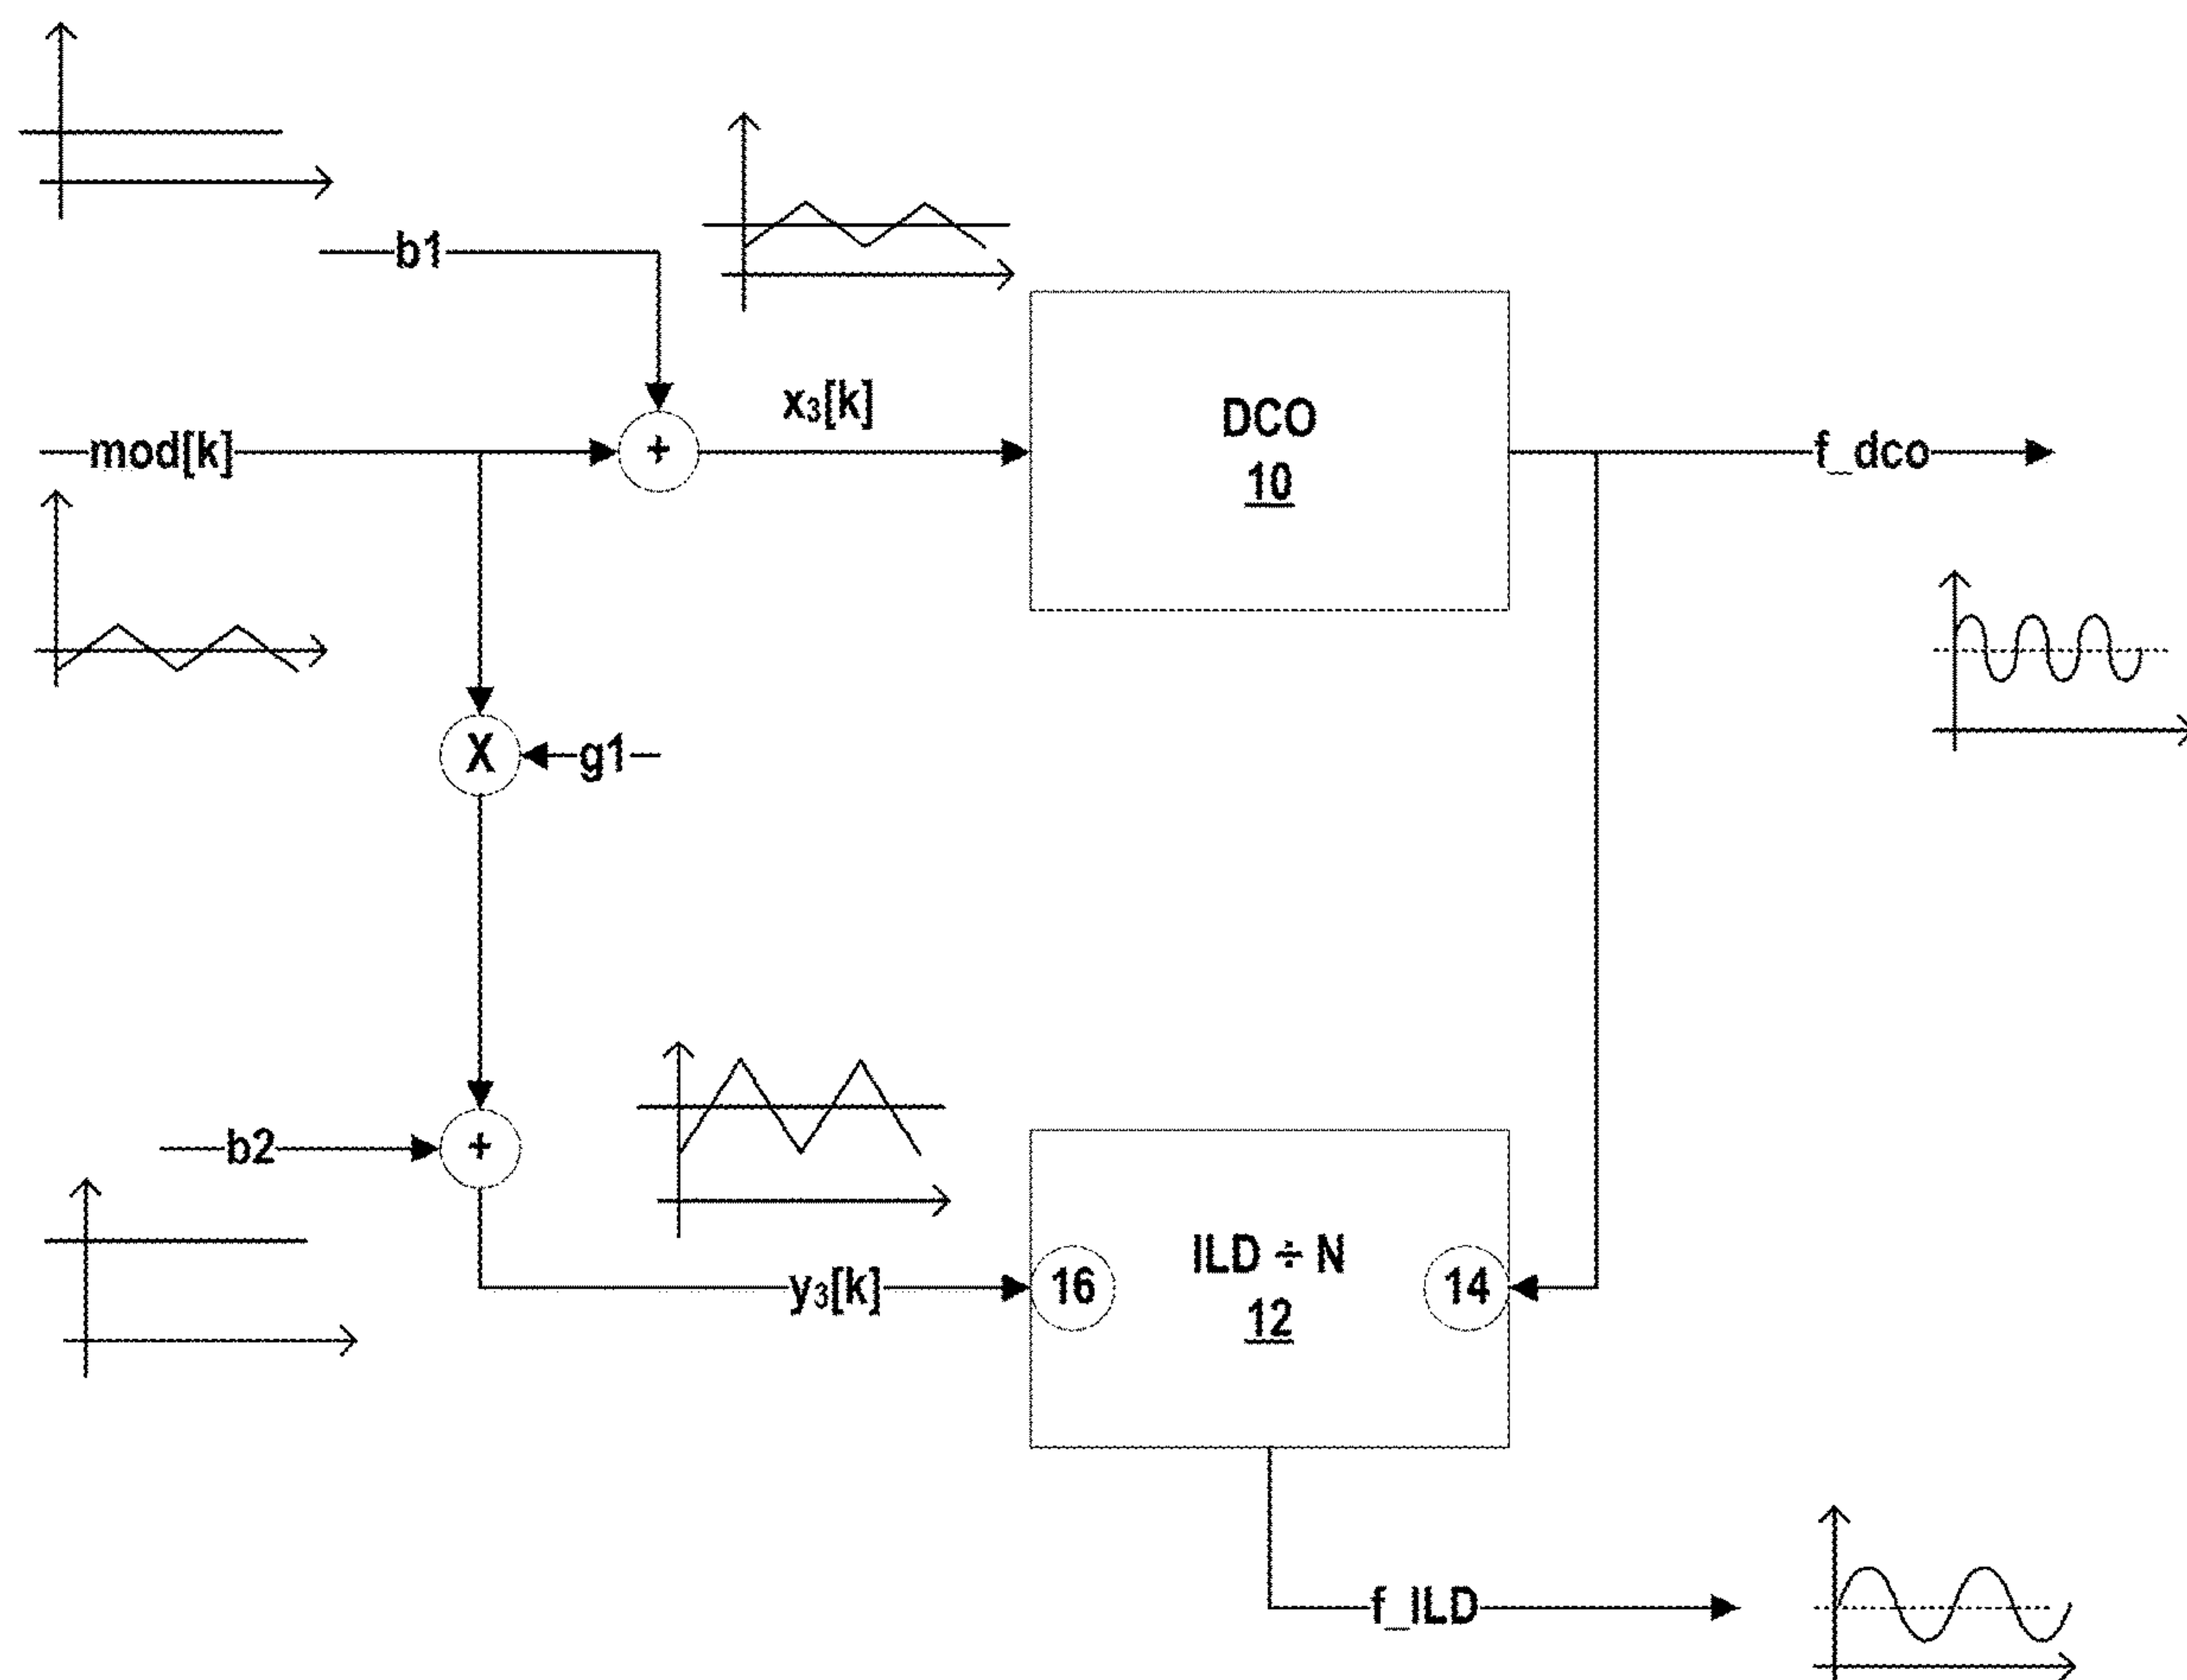 b1
mod[k]
+
x₃[k]
DCO
10
f_dco
X
g1
b2
+
y₃[k]
16
ILD ÷ N
12
14
f_ILD